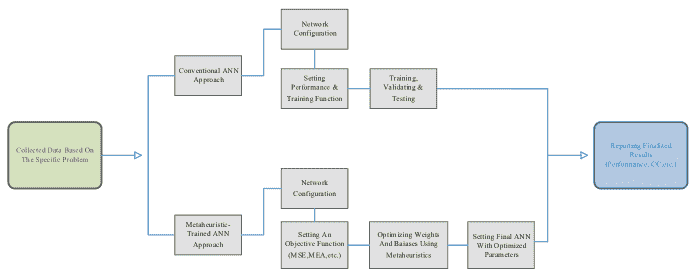 Collected Data Based On
The Specific Problem
Conventional ANN
Approach
Network
Configuration
Setting
Performance &
Training Function
Training,
Validating &
Testing
Metaheuristic-
Trained ANN
Approach
Network
Configuration
Setting An
Objective Function
(MSE,MEA,etc.)
Optimizing Weights
And Baiases Using
Metaheuristics
Setting Final ANN
With Optimized
Parameters
Reporting Finalized
Results
(Performance, CC etc.)